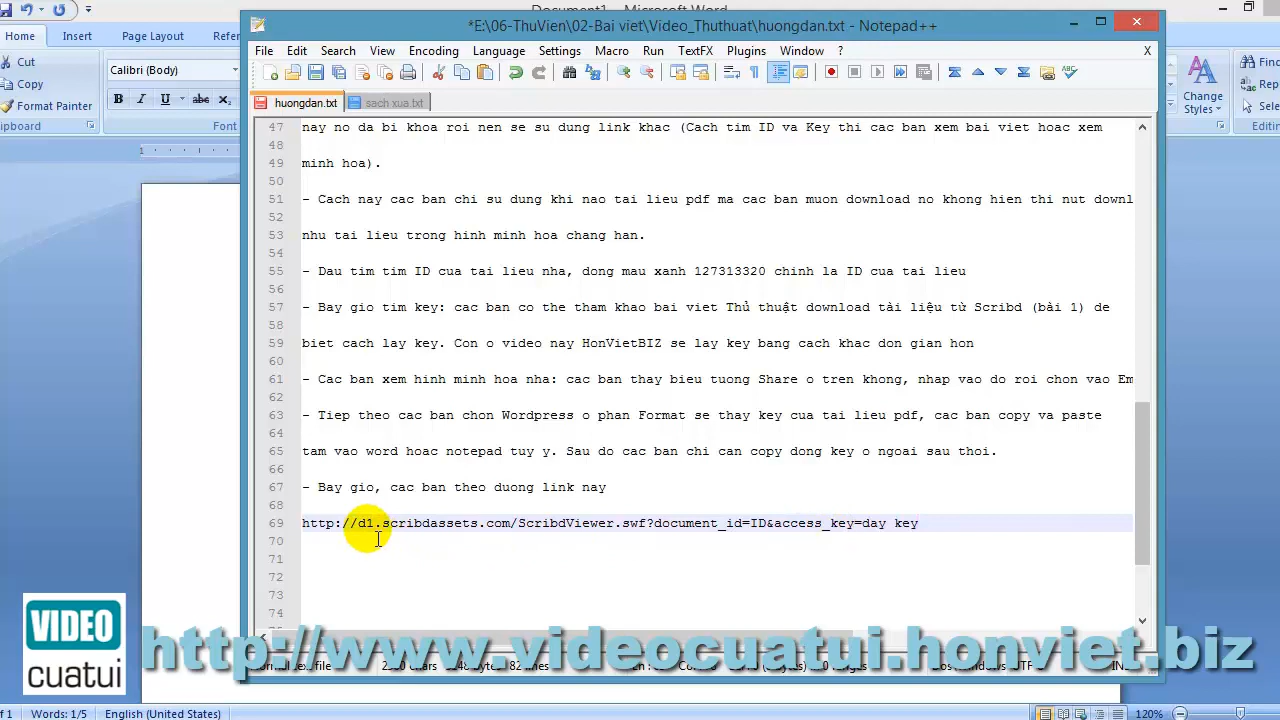 Document1 - Microsoft Word
Home Insert Page Layout
Cut
Copy
Format Painter
Calibri (Body)
B I U abc
Font
Change
Styles
*E:\06-ThuVien\02-Bai viet\Video_Thuthuat\huongdan.txt - Notepad++
File Edit Search View Encoding Language Settings Macro Run TextFX Plugins Window ? X
huongdan.txt sach xua.txt
47 nay no da bi khoa roi nen se su dung link khac (Cach tim ID va Key thi cac ban xem bai viet hoac xem
48
49 minh hoa).
50
51 - Cach nay cac ban chi su dung khi nao tai lieu pdf ma cac ban muon download no khong hien thi nut downl
52
53 nhu tai lieu trong hinh minh hoa chang han.
54
55 - Dau tim tim ID cua tai lieu nha, dong mau xanh 127313320 chinh la ID cua tai lieu
56
57 - Bay gio tim key: cac ban co the tham khao bai viet Thủ thuật download tài liệu từ Scribd (bài 1) de
58
59 biet cach lay key. Con o video nay HonVietBIZ se lay key bang cach khac don gian hon
60
61 - Cac ban xem hinh minh hoa nha: cac ban thay bieu tuong Share o tren khong, nhap vao do roi chon vao Em
62
63 - Tiep theo cac ban chon Wordpress o phan Format se thay key cua tai lieu pdf, cac ban copy va paste
64
65 tam vao word hoac notepad tuy y. Sau do cac ban chi can copy dong key o ngoai sau thoi.
66
67 - Bay gio, cac ban theo duong link nay
68
69 http://d1.scribdassets.com/ScribdViewer.swf?document_id=ID&access_key=day key
70
71
72
73
74
VIDEO
cuatui
http://www.videocuatui.honviet.biz
82 lines
Words: 1/5 English (United States) 120%